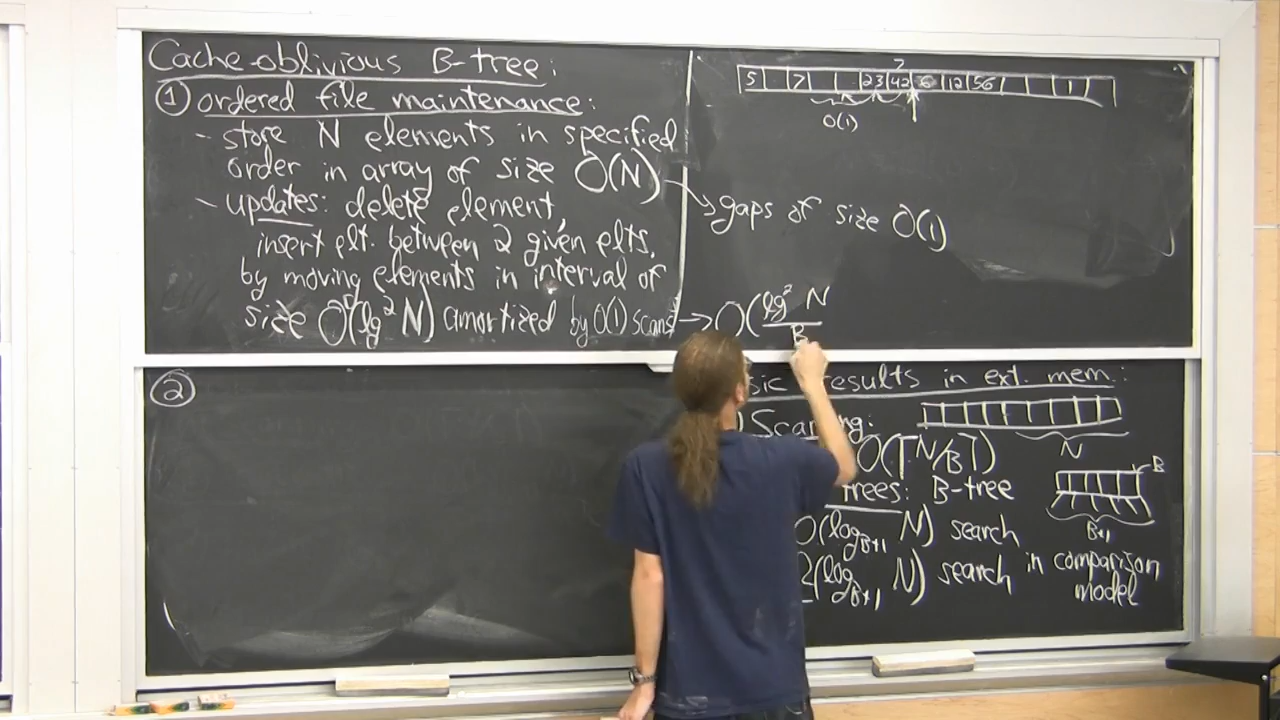 Cache-oblivious B-tree:
① ordered file maintenance:
- store N elements in specified
order in array of size O(N)
- updates: delete element,
insert elt. between 2 given elts.
by moving elements in interval of
size O(lg² N) amortized by O(1) scans
7
5 7 23 42 12 56
O(1)
→ gaps of size O(1)
→ O(lg² N / B
②
results in ext. mem.:
N
O(⌈N/B⌉)
trees: B-tree
B
B+1
O(log_{B+1} N) search
(log_{B+1} N) search in comparison
model